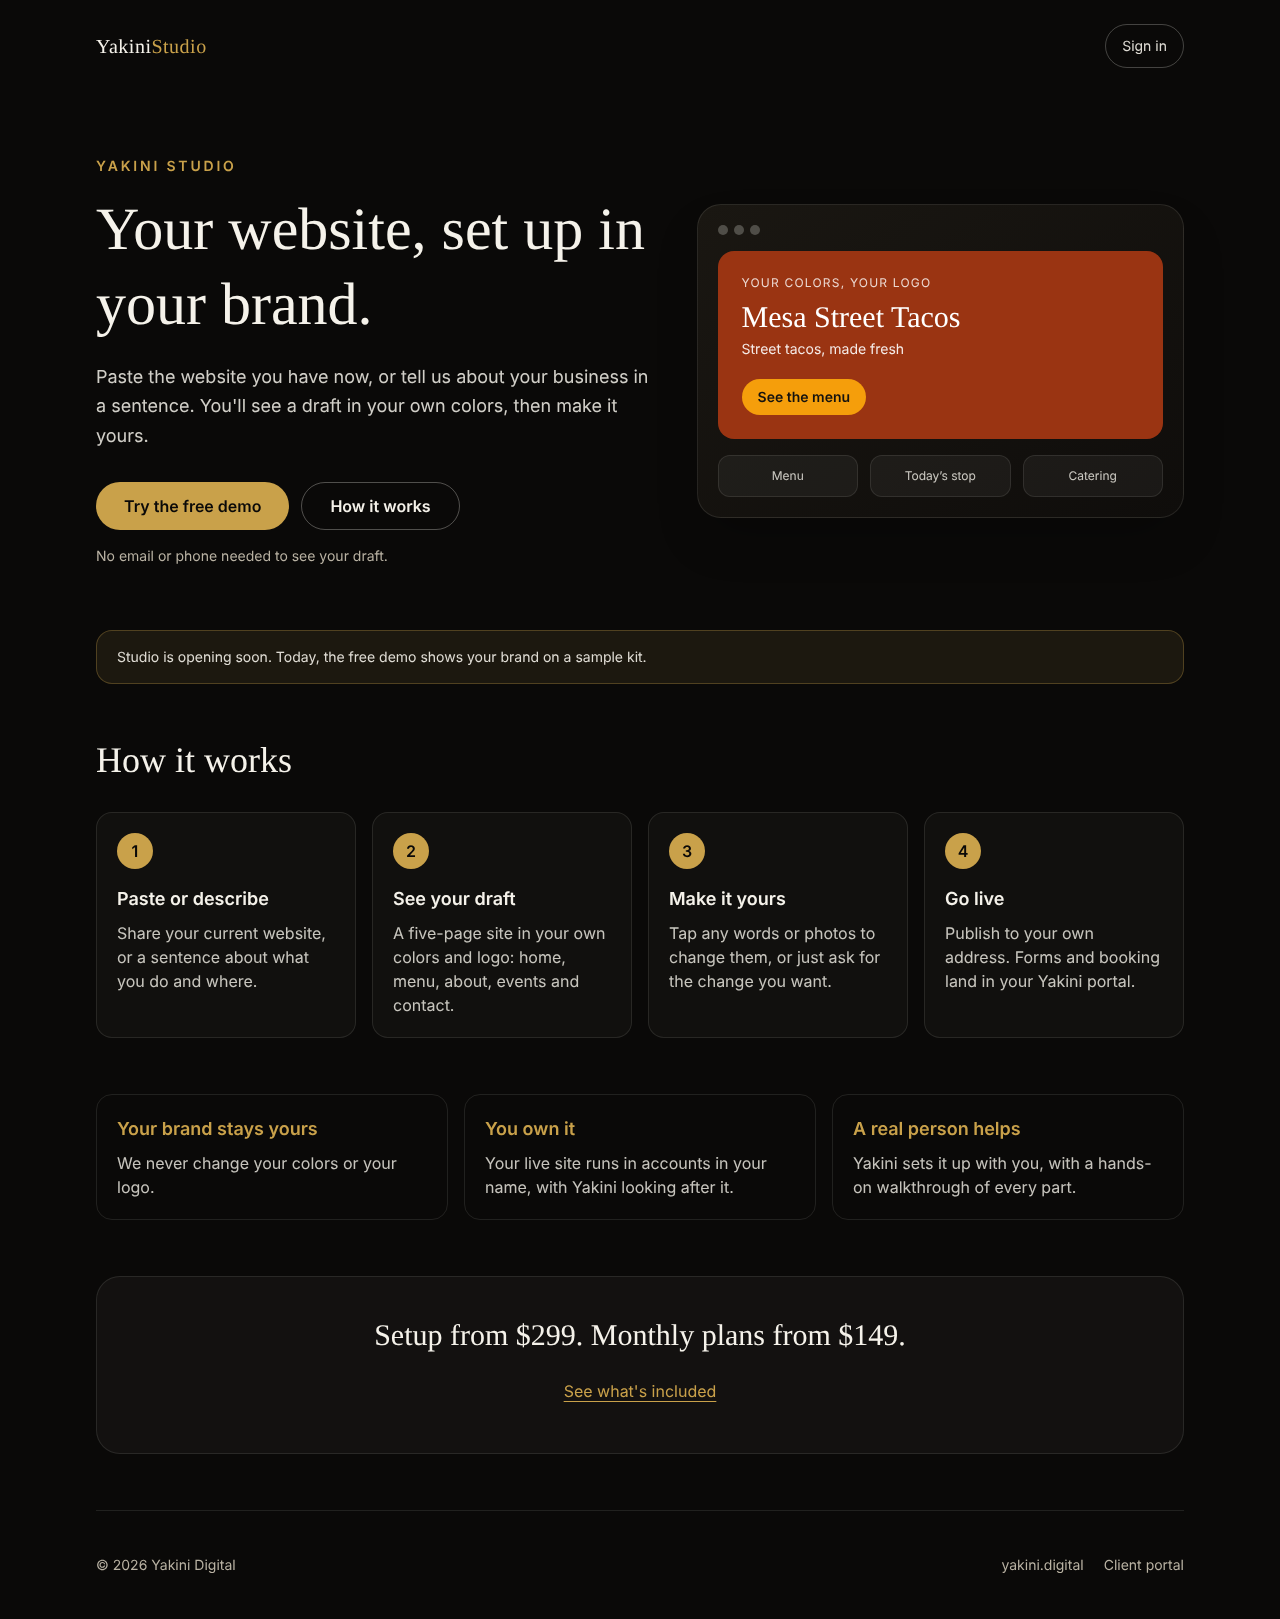 YakiniStudio
Sign in
YAKINI STUDIO
Your website, set up in
your brand.
Paste the website you have now, or tell us about your business in
a sentence. You'll see a draft in your own colors, then make it
yours.
Try the free demo
How it works
No email or phone needed to see your draft.
YOUR COLORS, YOUR LOGO
Mesa Street Tacos
Street tacos, made fresh
See the menu
Menu
Today’s stop
Catering
Studio is opening soon. Today, the free demo shows your brand on a sample kit.
How it works
1
Paste or describe
Share your current website,
or a sentence about what
you do and where.
2
See your draft
A five-page site in your own
colors and logo: home,
menu, about, events and
contact.
3
Make it yours
Tap any words or photos to
change them, or just ask for
the change you want.
4
Go live
Publish to your own
address. Forms and booking
land in your Yakini portal.
Your brand stays yours
We never change your colors or your
logo.
You own it
Your live site runs in accounts in your
name, with Yakini looking after it.
A real person helps
Yakini sets it up with you, with a hands-
on walkthrough of every part.
Setup from $299. Monthly plans from $149.
See what's included
© 2026 Yakini Digital
yakini.digital
Client portal